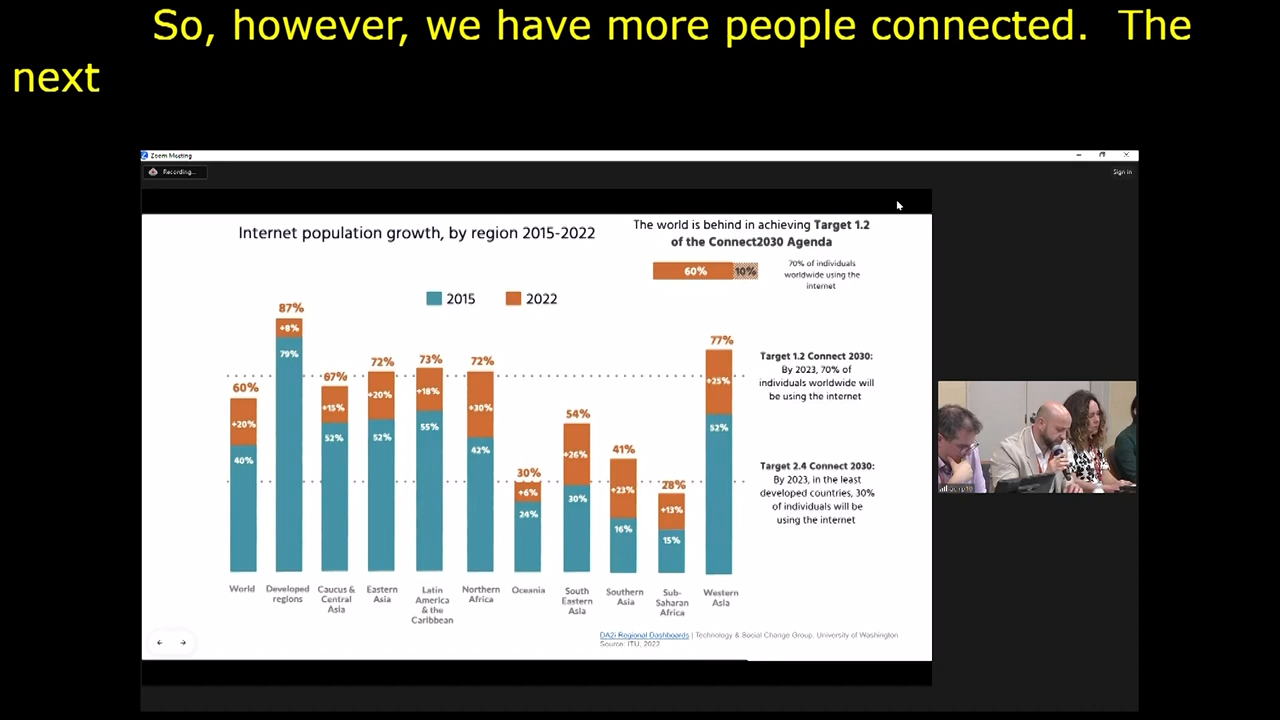 So, however, we have more people connected.  The
next
Zoom Meeting
Recording...
Sign in
Internet population growth, by region 2015-2022
The world is behind in achieving Target 1.2
of the Connect2030 Agenda
60% 10%
70% of individuals
worldwide using the
internet
2015 2022
60%
+20%
40%
87%
+8%
79%
67%
+15%
52%
72%
+20%
52%
73%
+18%
55%
72%
+30%
42%
30%
+6%
24%
54%
+26%
30%
41%
+23%
16%
28%
+13%
15%
77%
+25%
52%
Target 1.2 Connect 2030:
By 2023, 70% of
individuals worldwide will
be using the internet
Target 2.4 Connect 2030:
By 2023, in the least
developed countries, 30%
of individuals will be
using the internet
World
Developed
regions
Caucus &
Central
Asia
Eastern
Asia
Latin
America
& the
Caribbean
Northern
Africa
Oceania
South
Eastern
Asia
Southern
Asia
Sub-
Saharan
Africa
Western
Asia
DA2i Regional Dashboards | Technology & Social Change Group, University of Washington
Source: ITU, 2022